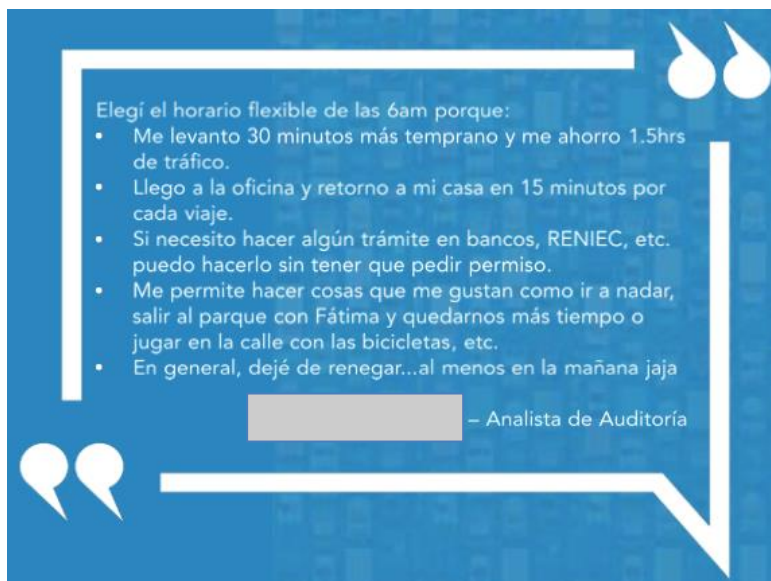 Elegí el horario flexible de las 6am porque:
• Me levanto 30 minutos más temprano y me ahorro 1.5hrs
de tráfico.
• Llego a la oficina y retorno a mi casa en 15 minutos por
cada viaje.
• Si necesito hacer algún trámite en bancos, RENIEC, etc.
puedo hacerlo sin tener que pedir permiso.
• Me permite hacer cosas que me gustan como ir a nadar,
salir al parque con Fátima y quedarnos más tiempo o
jugar en la calle con las bicicletas, etc.
• En general, dejé de renegar...al menos en la mañana jaja
– Analista de Auditoría